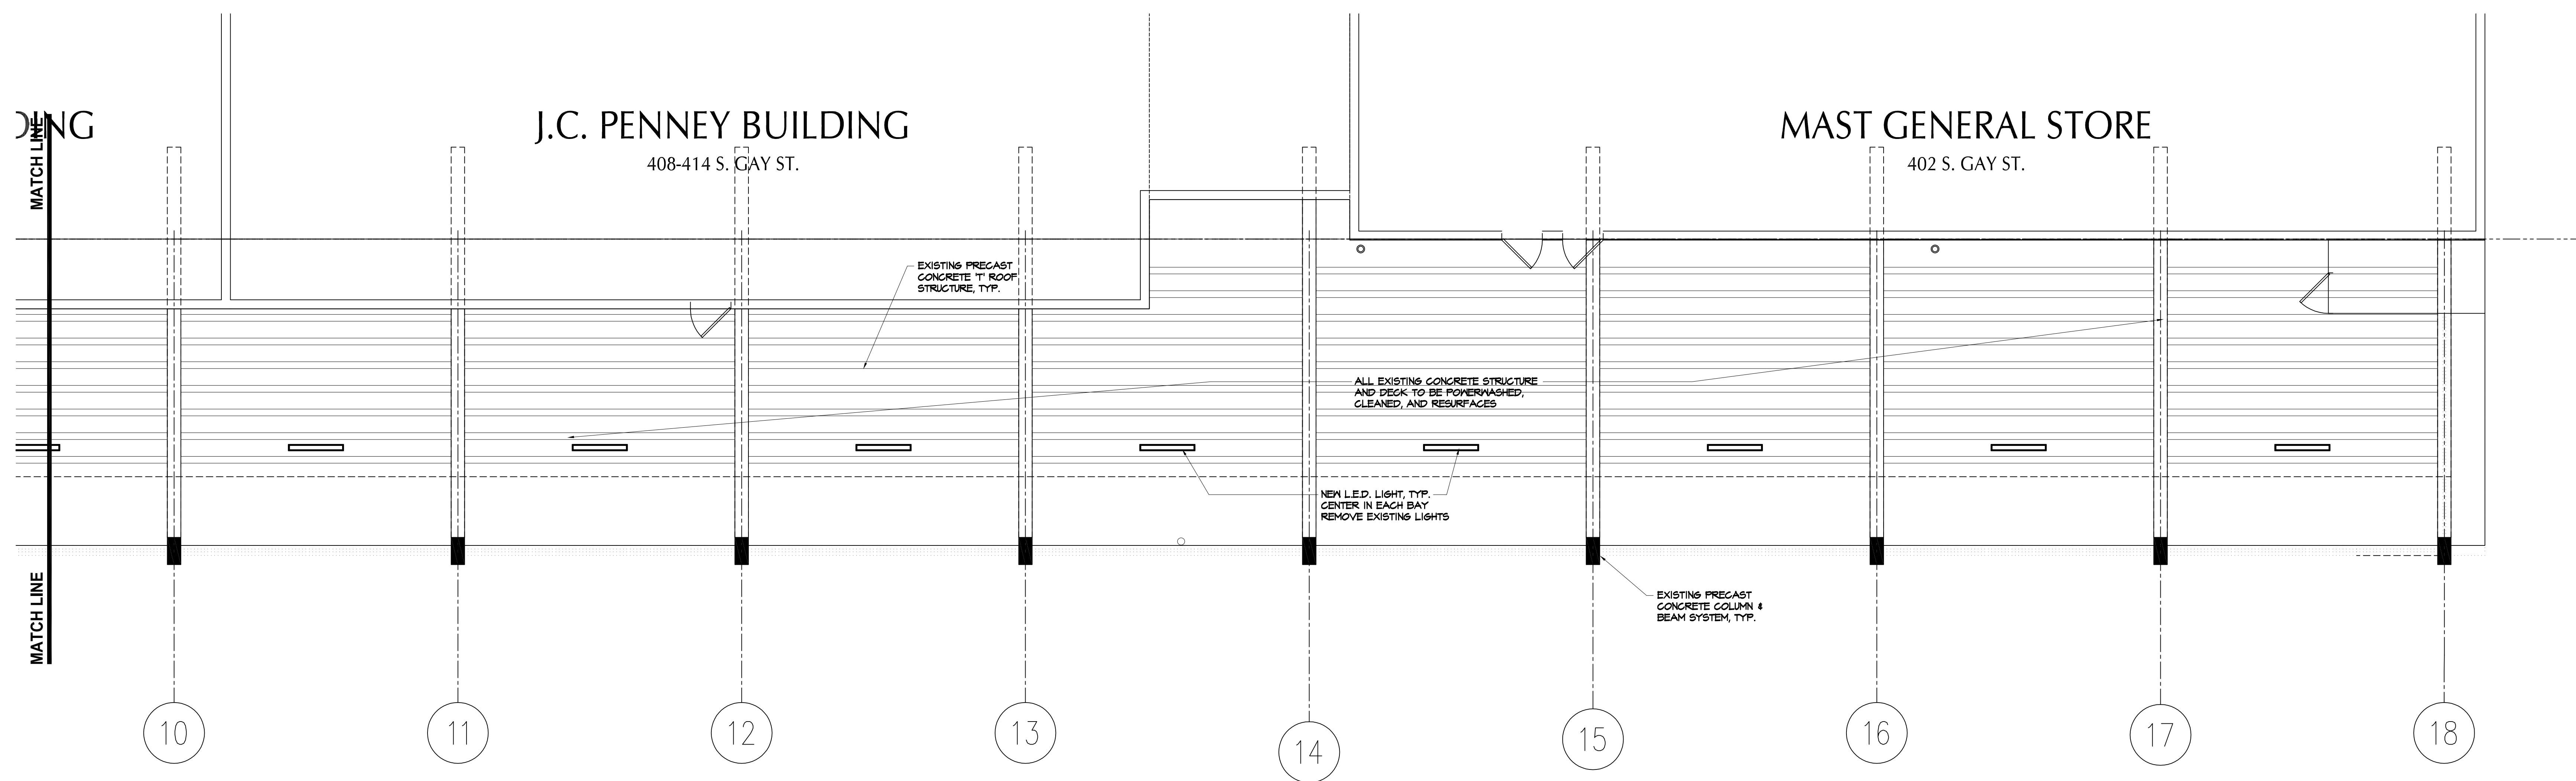 DING
MATCH LINE
J.C. PENNEY BUILDING
408-414 S. GAY ST.
MAST GENERAL STORE
402 S. GAY ST.
EXISTING PRECAST
CONCRETE 'T' ROOF
STRUCTURE, TYP.
ALL EXISTING CONCRETE STRUCTURE
AND DECK TO BE POWERWASHED,
CLEANED, AND RESURFACES
NEW L.E.D. LIGHT, TYP.
CENTER IN EACH BAY
REMOVE EXISTING LIGHTS
EXISTING PRECAST
CONCRETE COLUMN &
BEAM SYSTEM, TYP.
MATCH LINE
10
11
12
13
14
15
16
17
18